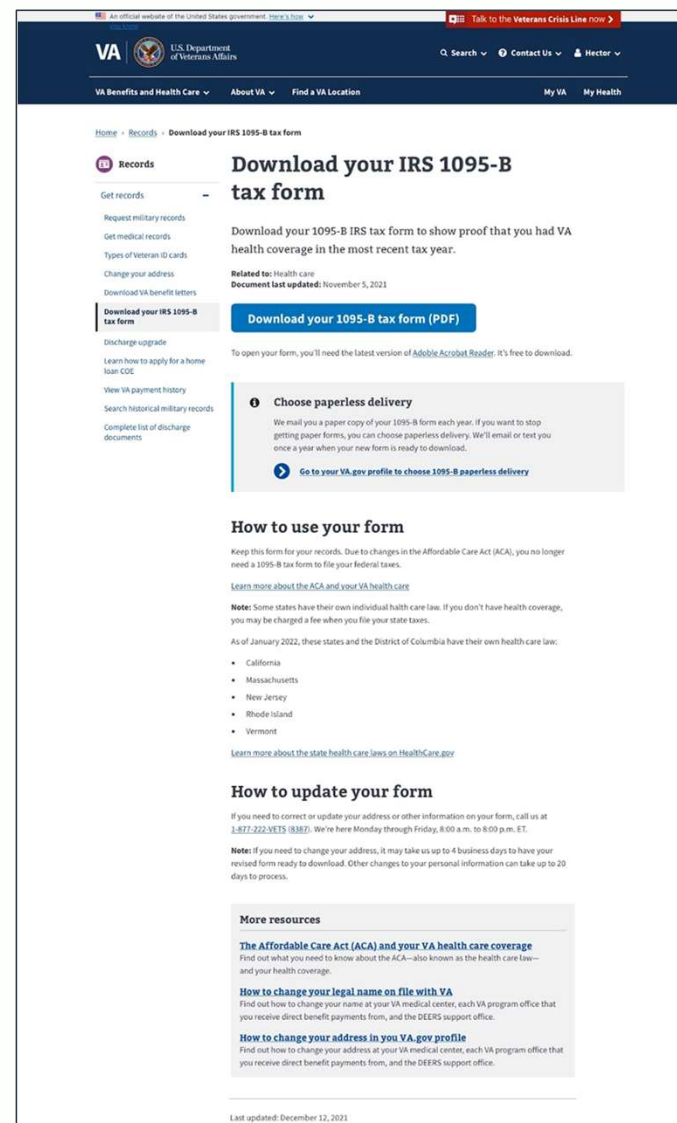 An official website of the United States government. Here's how
you know
Talk to the Veterans Crisis Line now
VA
U.S. Department
of Veterans Affairs
Search
Contact Us
Hector
VA Benefits and Health Care
About VA
Find a VA Location
My VA
My Health
Home › Records › Download your IRS 1095-B tax form
Records
Get records
Request military records
Get medical records
Types of Veteran ID cards
Change your address
Download VA benefit letters
Download your IRS 1095-B
tax form
Discharge upgrade
Learn how to apply for a home
loan COE
View VA payment history
Search historical military records
Complete list of discharge
documents
Download your IRS 1095-B
tax form
Download your 1095-B IRS tax form to show proof that you had VA
health coverage in the most recent tax year.
Related to: Health care
Document last updated: November 5, 2021
Download your 1095-B tax form (PDF)
To open your form, you'll need the latest version of Adoble Acrobat Reader. It's free to download.
Choose paperless delivery
We mail you a paper copy of your 1095-B form each year. If you want to stop
getting paper forms, you can choose paperless delivery. We'll email or text you
once a year when your new form is ready to download.
Go to your VA.gov profile to choose 1095-B paperless delivery
How to use your form
Keep this form for your records. Due to changes in the Affordable Care Act (ACA), you no longer
need a 1095-B tax form to file your federal taxes.
Learn more about the ACA and your VA health care
Note: Some states have their own individual halth care law. If you don't have health coverage,
you may be charged a fee when you file your state taxes.
As of January 2022, these states and the District of Columbia have their own health care law:
• California
• Massachusetts
• New Jersey
• Rhode Island
• Vermont
Learn more about the state health care laws on HealthCare.gov
How to update your form
If you need to correct or update your address or other information on your form, call us at
1-877-222-VETS (8387). We're here Monday through Friday, 8:00 a.m. to 8:00 p.m. ET.
Note: If you need to change your address, it may take us up to 4 business days to have your
revised form ready to download. Other changes to your personal information can take up to 20
days to process.
More resources
The Affordable Care Act (ACA) and your VA health care coverage
Find out what you need to know about the ACA—also known as the health care law—
and your health coverage.
How to change your legal name on file with VA
Find out how to change your name at your VA medical center, each VA program office that
you receive direct benefit payments from, and the DEERS support office.
How to change your address in you VA.gov profile
Find out how to change your address at your VA medical center, each VA program office that
you receive direct benefit payments from, and the DEERS support office.
Last updated: December 12, 2021